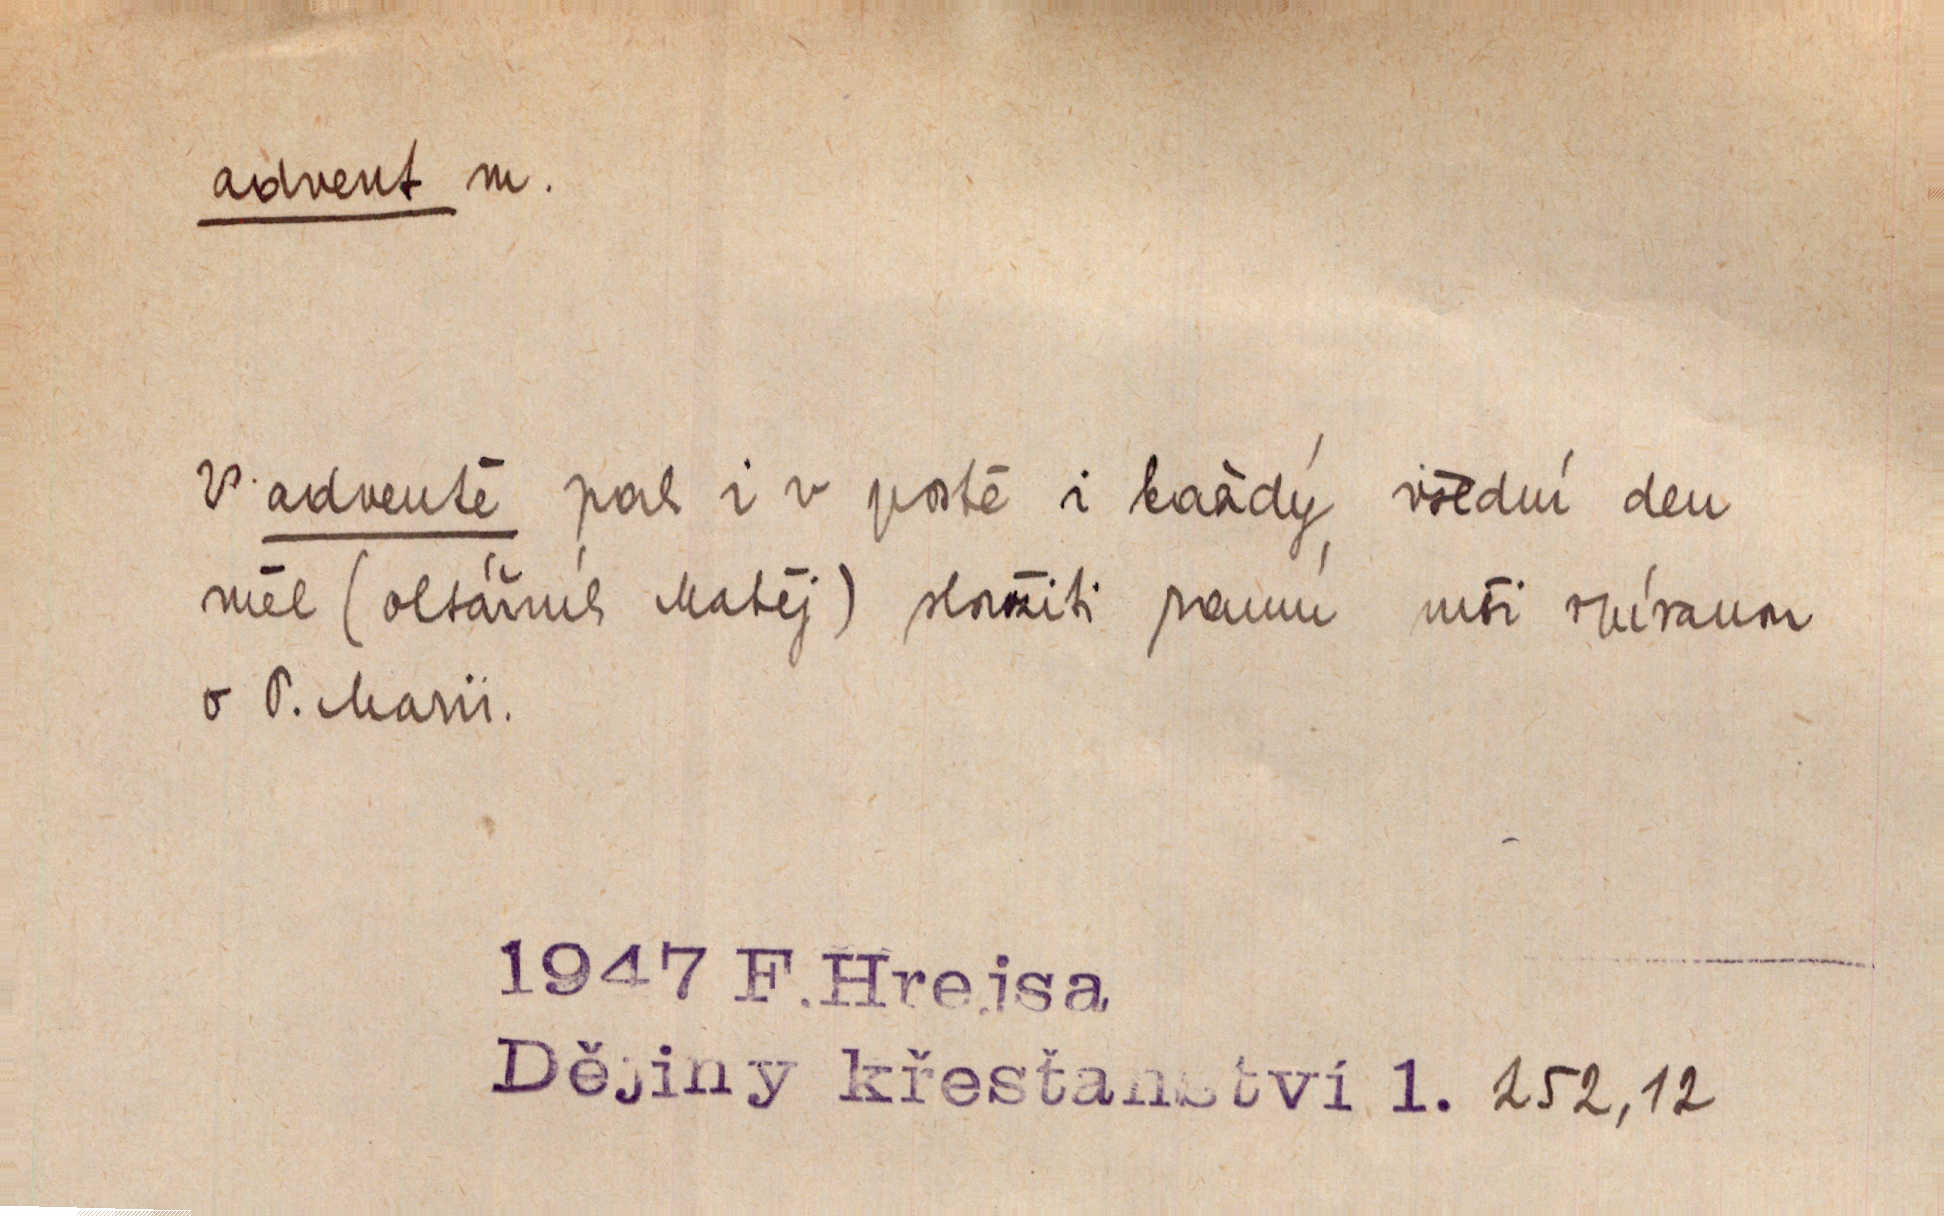 advent m.
V adventě pak i v postě i každý všední den
měl (oltářník Matěj) sloužiti ranní mši zpívanou
o P. Marii.
1947 F. Hrejsa
Dějiny křesťanství 1. 252,12